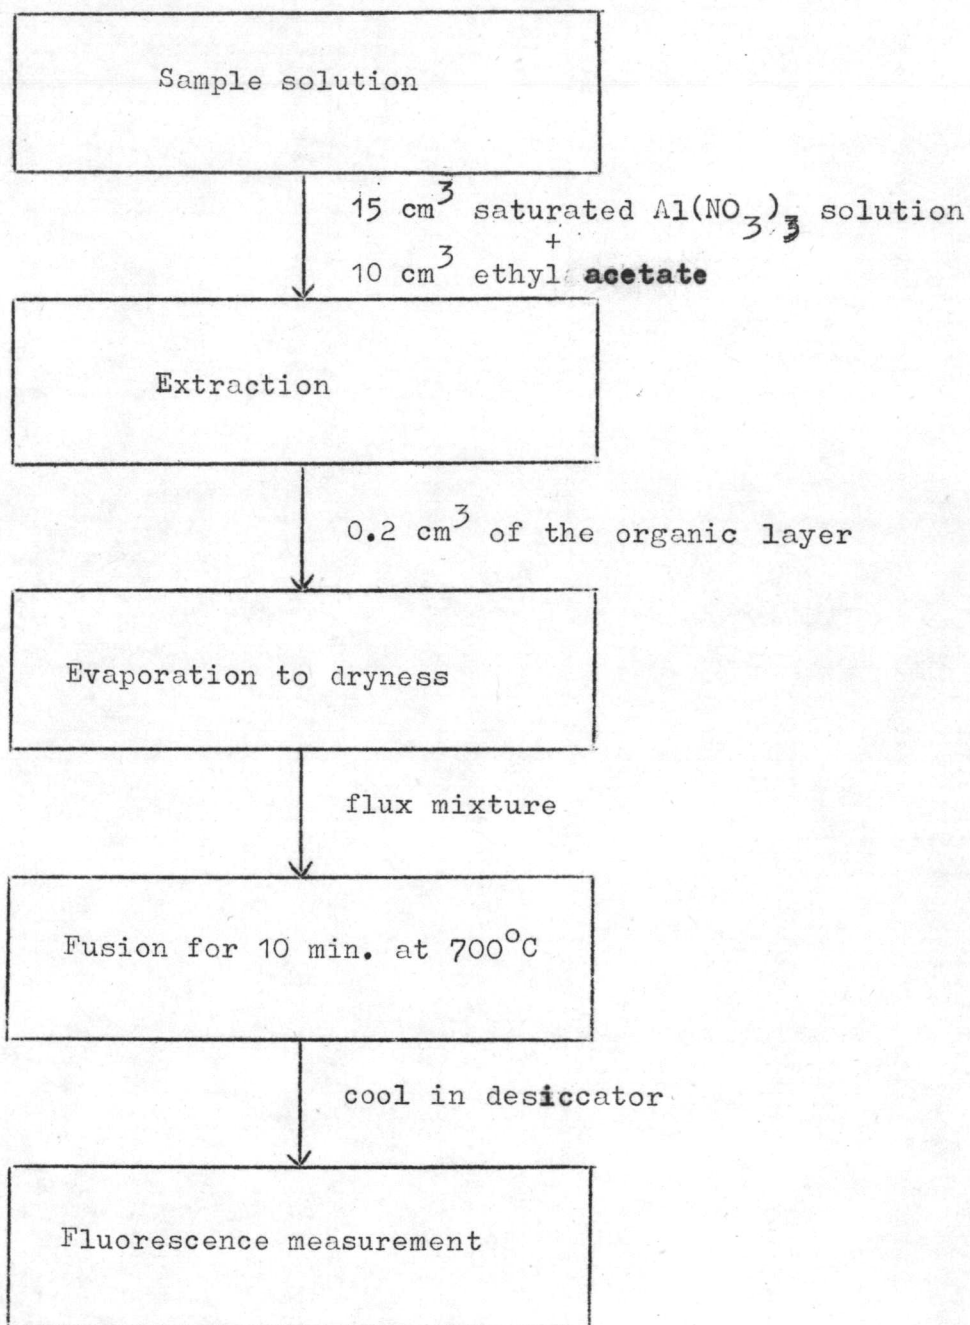 Sample solution
15 cm³ saturated Al(NO₃)₃ solution
+
10 cm³ ethyl acetate
Extraction
0.2 cm³ of the organic layer
Evaporation to dryness
flux mixture
Fusion for 10 min. at 700°C
cool in desiccator
Fluorescence measurement